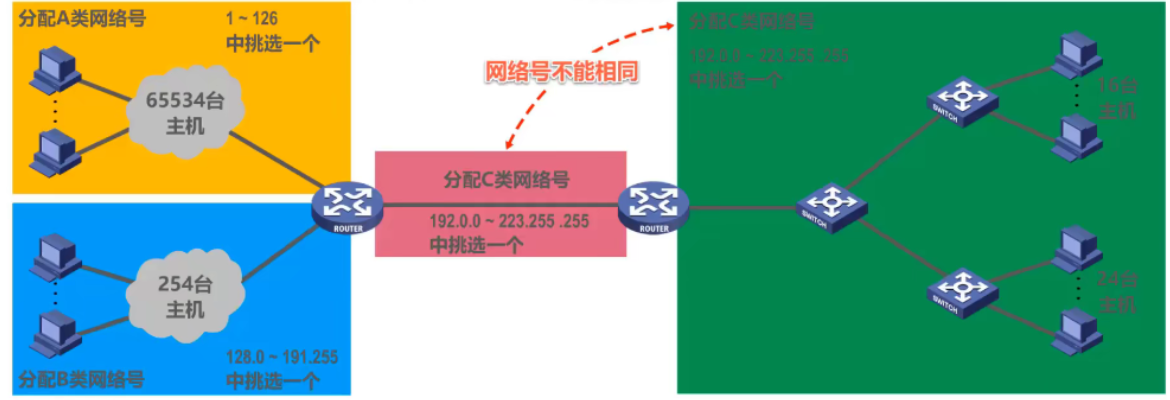 分配A类网络号
1 ~ 126
中挑选一个
65534台
主机
网络号不能相同
分配C类网络号
192.0.0 ~ 223.255 .255
中挑选一个
16台
主机
SWITCH
SWITCH
SWITCH
24台
主机
分配C类网络号
192.0.0 ~ 223.255 .255
中挑选一个
ROUTER
ROUTER
254台
主机
128.0 ~ 191.255
中挑选一个
分配B类网络号